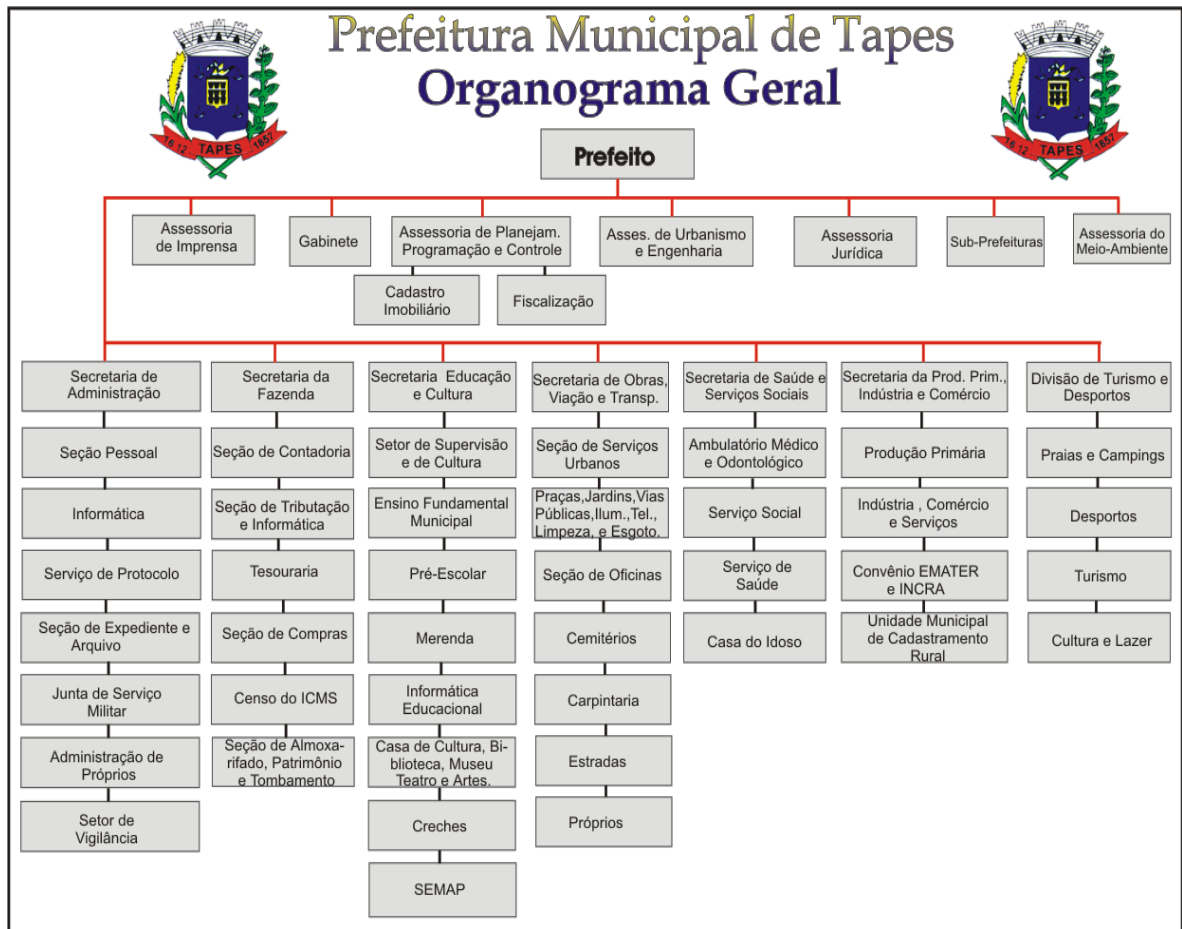 Prefeitura Municipal de Tapes
Organograma Geral
16.12 TAPES 1857
16.12 TAPES 1857
Prefeito
Assessoria
de Imprensa
Gabinete
Assessoria de Planejam.
Programação e Controle
Asses. de Urbanismo
e Engenharia
Assessoria
Jurídica
Sub-Prefeituras
Assessoria do
Meio-Ambiente
Cadastro
Imobiliário
Fiscalização
Secretaria de
Administração
Seção Pessoal
Informática
Serviço de Protocolo
Seção de Expediente e
Arquivo
Junta de Serviço
Militar
Administração de
Próprios
Setor de
Vigilância
Secretaria da
Fazenda
Seção de Contadoria
Seção de Tributação
e Informática
Tesouraria
Seção de Compras
Censo do ICMS
Seção de Almoxa-
rifado, Patrimônio
e Tombamento
Secretaria Educação
e Cultura
Setor de Supervisão
e de Cultura
Ensino Fundamental
Municipal
Pré-Escolar
Merenda
Informática
Educacional
Casa de Cultura, Bi-
blioteca, Museu
Teatro e Artes.
Creches
SEMAP
Secretaria de Obras,
Viação e Transp.
Seção de Serviços
Urbanos
Praças,Jardins,Vias
Públicas,Ilum.,Tel.,
Limpeza, e Esgoto.
Seção de Oficinas
Cemitérios
Carpintaria
Estradas
Próprios
Secretaria de Saúde e
Serviços Sociais
Ambulatório Médico
e Odontológico
Serviço Social
Serviço de
Saúde
Casa do Idoso
Secretaria da Prod. Prim.,
Indústria e Comércio
Produção Primária
Indústria , Comércio
e Serviços
Convênio EMATER
e INCRA
Unidade Municipal
de Cadastramento
Rural
Divisão de Turismo e
Desportos
Praias e Campings
Desportos
Turismo
Cultura e Lazer